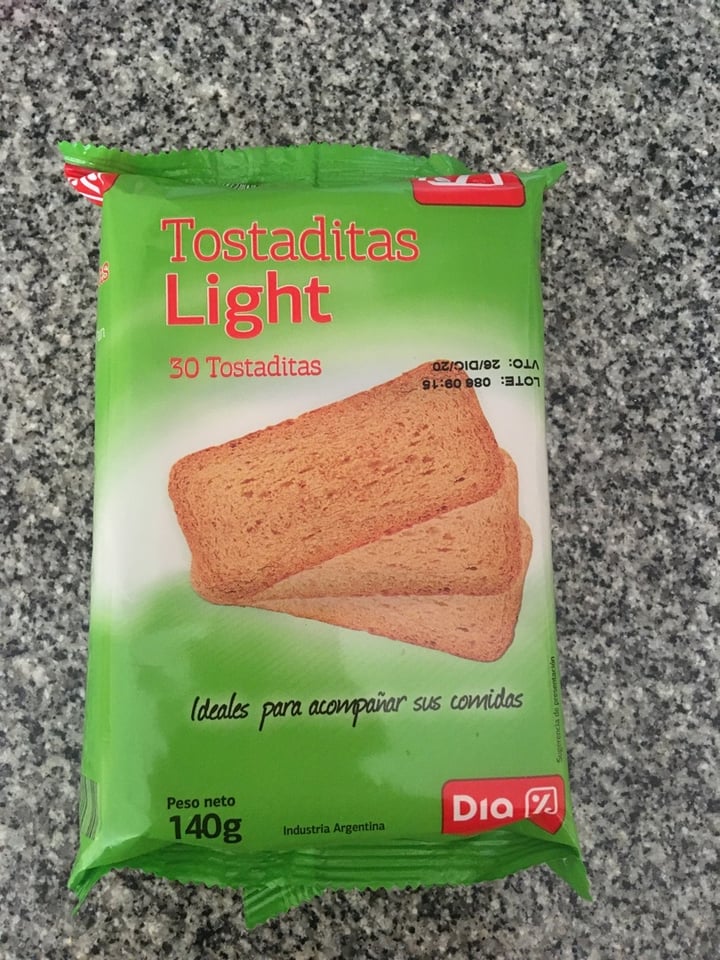 Tostaditas
Light
30 Tostaditas
LOTE: 086 09:15
VTO: 26/DIC/20
Ideales para acompañar sus comidas
Sugerencia de presentación
Peso neto
140g
Industria Argentina
Dia %